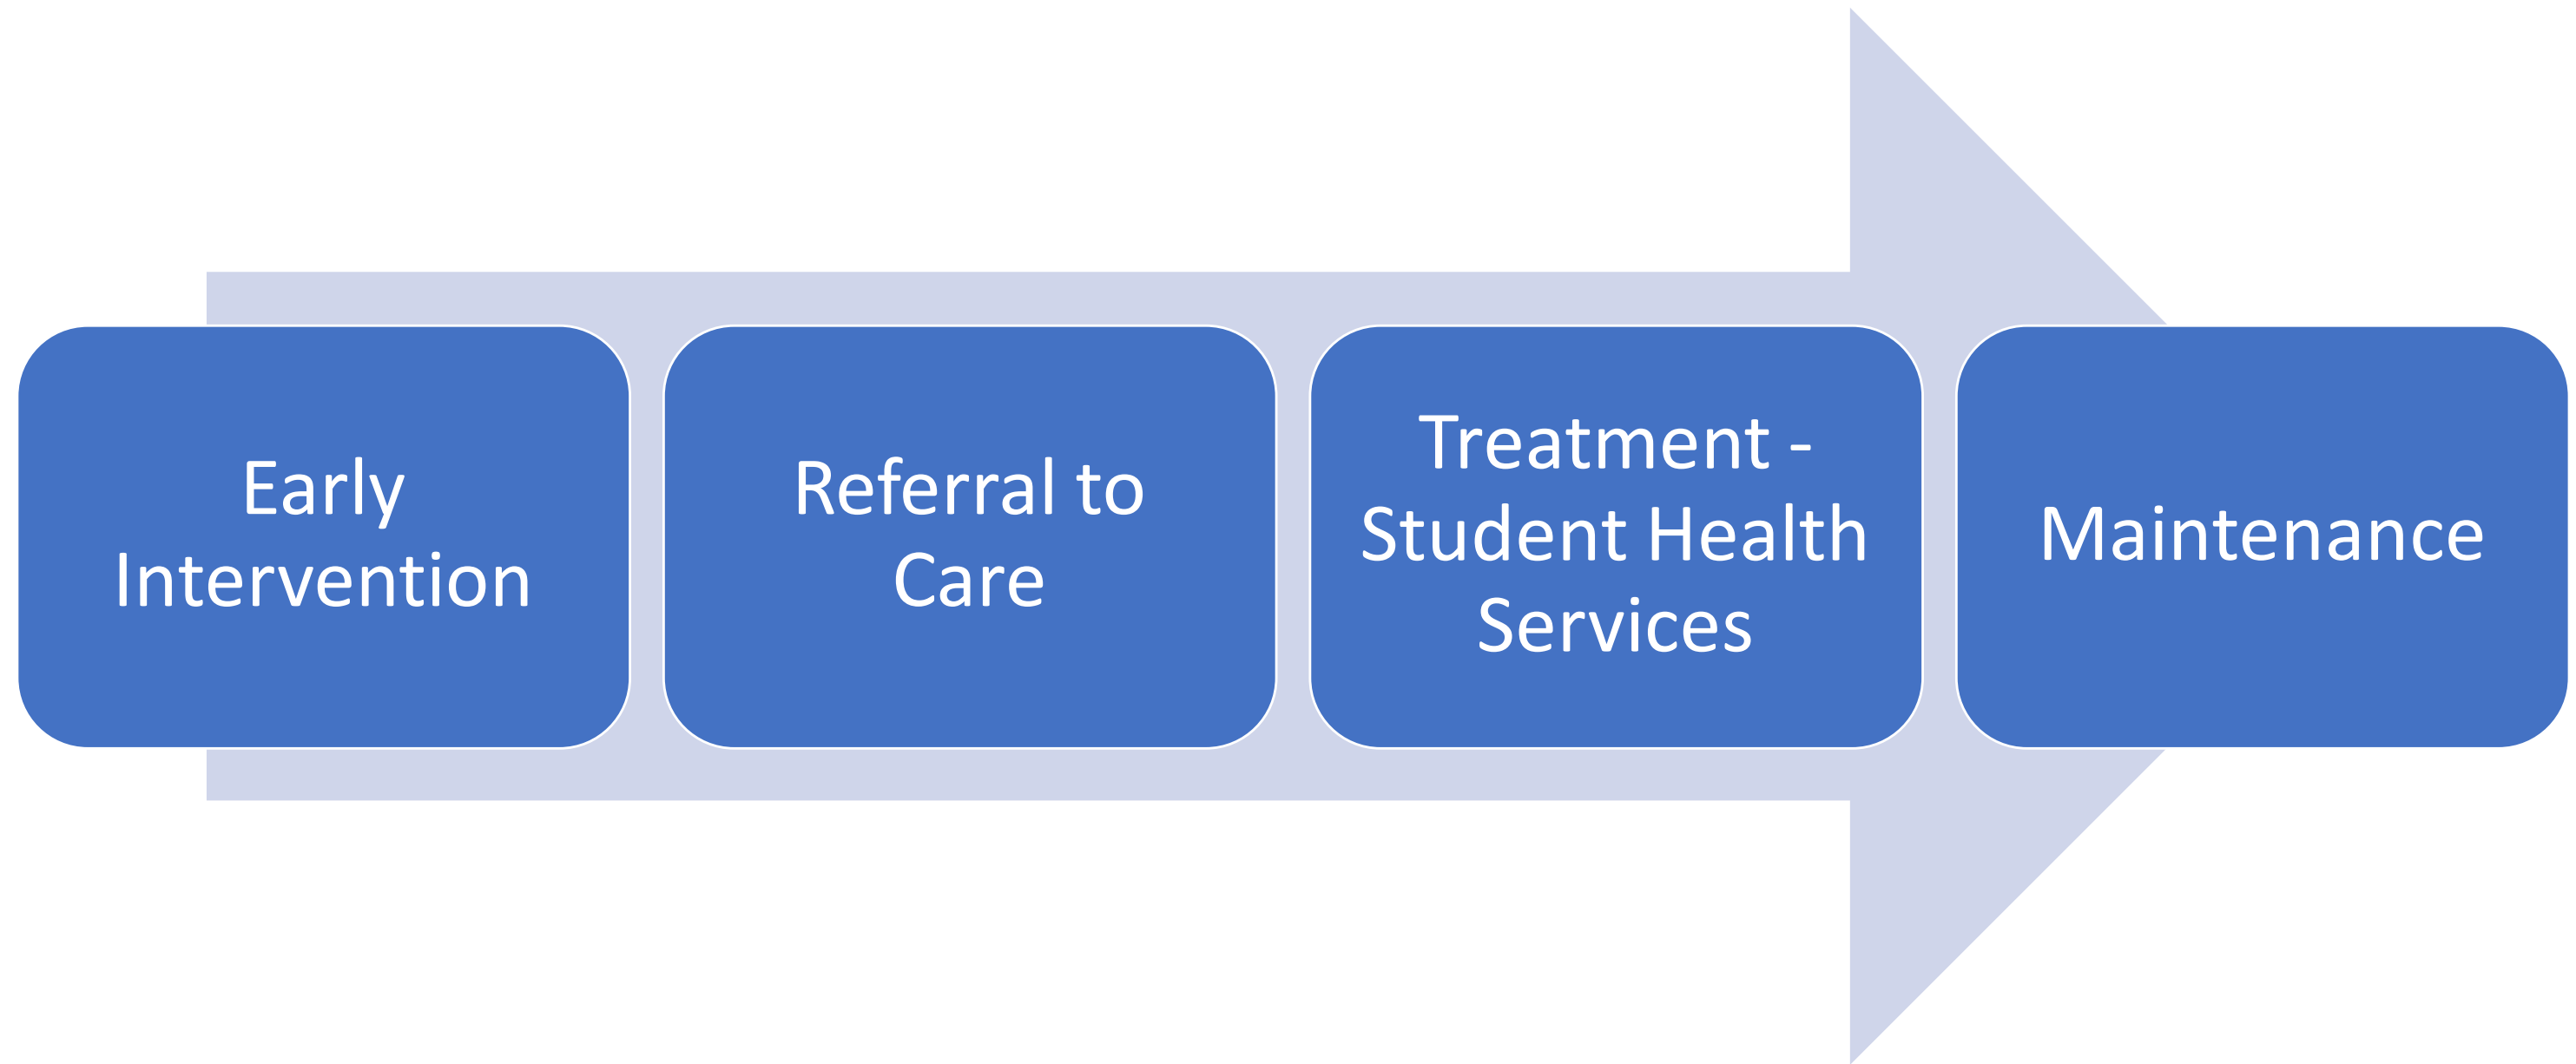 Early
Intervention
Referral to
Care
Treatment -
Student Health
Services
Maintenance